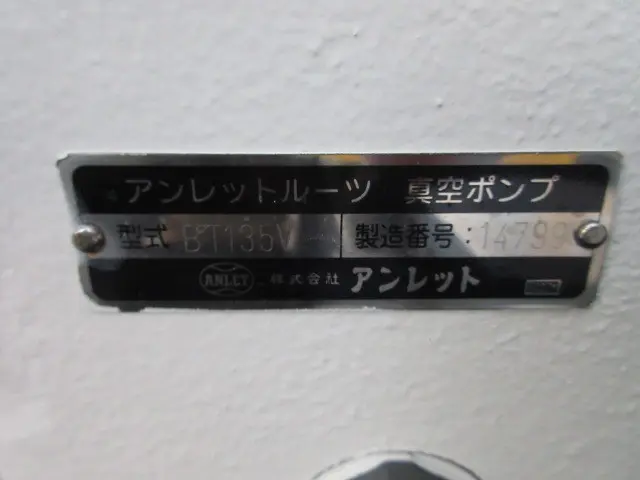 アンレットルーツ 真空ポンプ
型式 BT135V 製造番号: 14799
ANLET 株式会社 アンレット